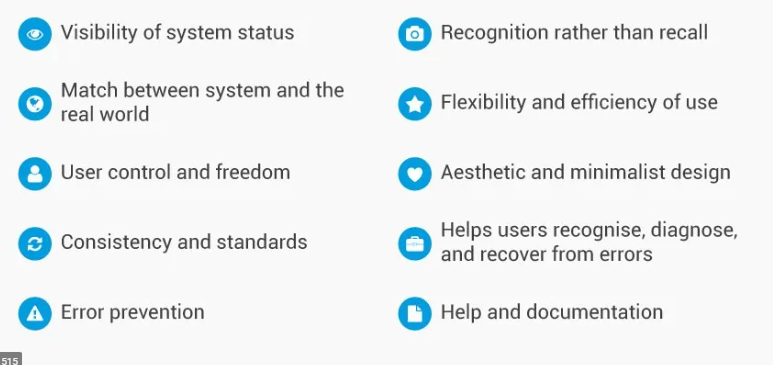 Visibility of system status
Match between system and the
real world
User control and freedom
Consistency and standards
Error prevention
Recognition rather than recall
Flexibility and efficiency of use
Aesthetic and minimalist design
Helps users recognise, diagnose,
and recover from errors
Help and documentation
515